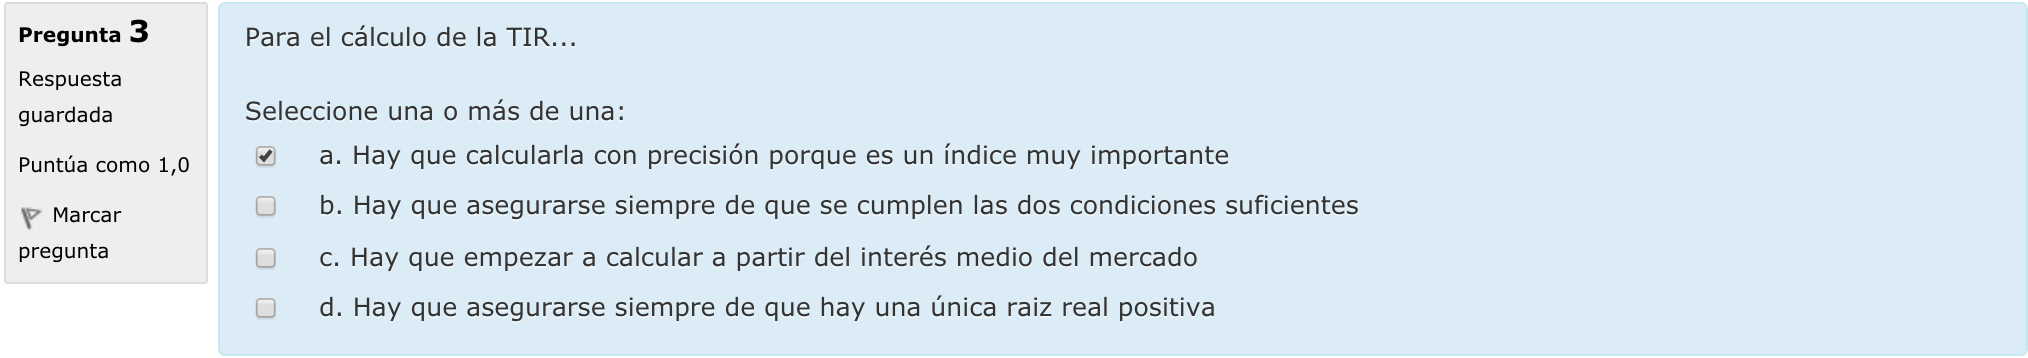 Pregunta 3
Respuesta
guardada
Puntúa como 1,0
Marcar
pregunta
Para el cálculo de la TIR...
Seleccione una o más de una:
a. Hay que calcularla con precisión porque es un índice muy importante
b. Hay que asegurarse siempre de que se cumplen las dos condiciones suficientes
c. Hay que empezar a calcular a partir del interés medio del mercado
d. Hay que asegurarse siempre de que hay una única raiz real positiva